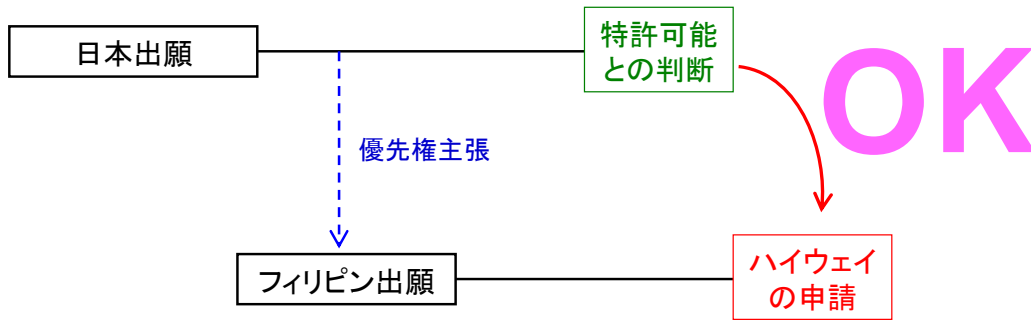 日本出願
特許可能
との判断
OK
優先権主張
フィリピン出願
ハイウェイ
の申請